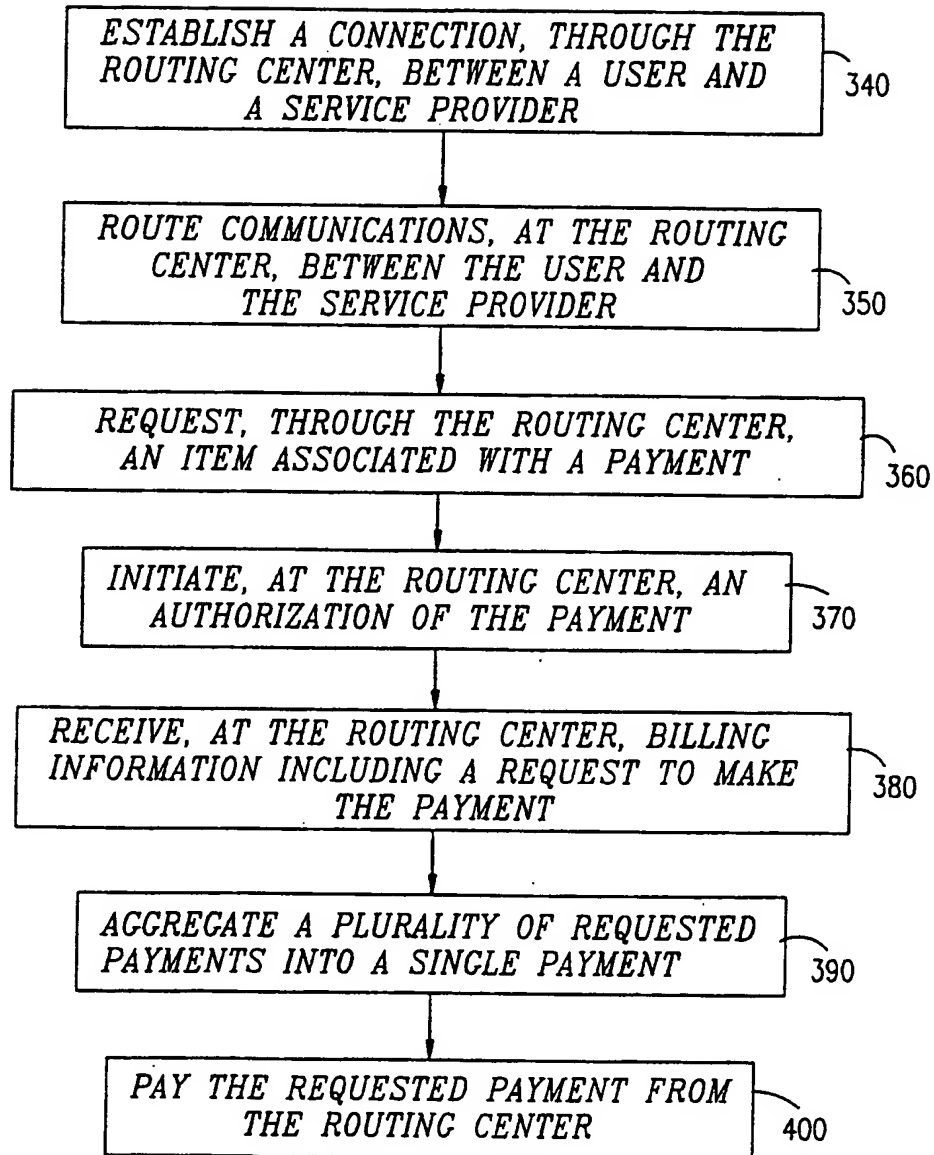 ESTABLISH A CONNECTION, THROUGH THE
ROUTING CENTER, BETWEEN A USER AND
A SERVICE PROVIDER
340
ROUTE COMMUNICATIONS, AT THE ROUTING
CENTER, BETWEEN THE USER AND
THE SERVICE PROVIDER
350
REQUEST, THROUGH THE ROUTING CENTER,
AN ITEM ASSOCIATED WITH A PAYMENT
360
INITIATE, AT THE ROUTING CENTER, AN
AUTHORIZATION OF THE PAYMENT
370
RECEIVE, AT THE ROUTING CENTER, BILLING
INFORMATION INCLUDING A REQUEST TO MAKE
THE PAYMENT
380
AGGREGATE A PLURALITY OF REQUESTED
PAYMENTS INTO A SINGLE PAYMENT
390
PAY THE REQUESTED PAYMENT FROM
THE ROUTING CENTER
400